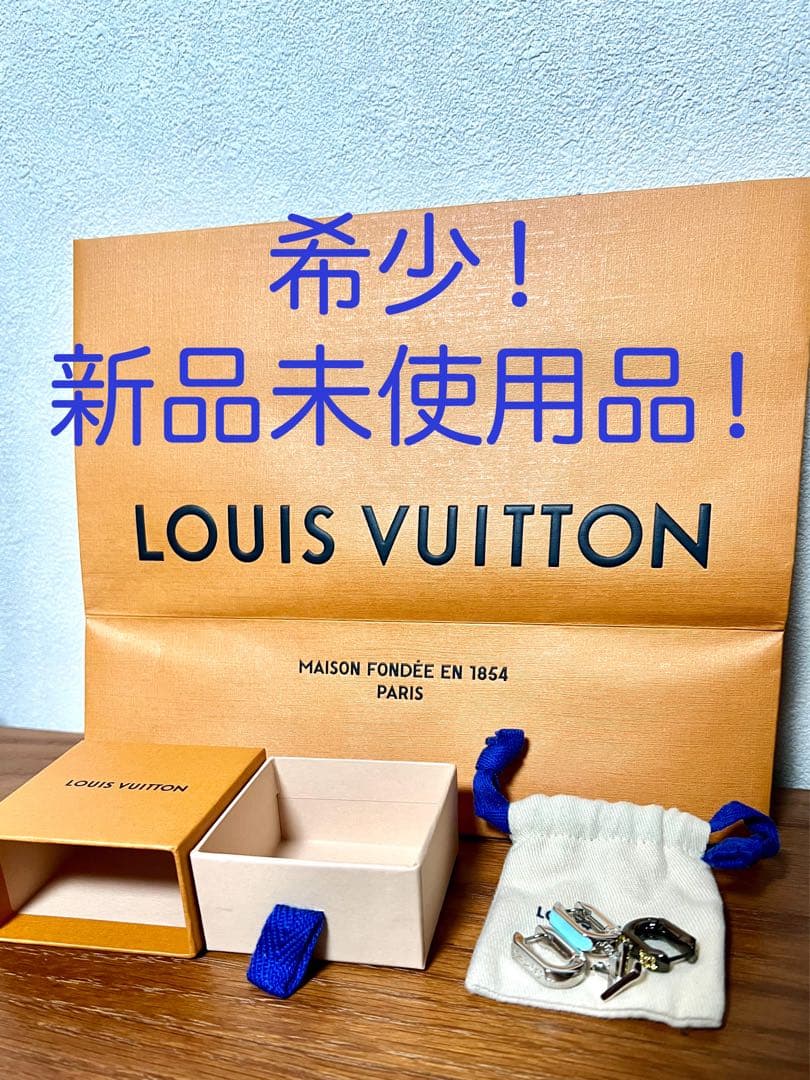 希少!
新品未使用品!
LOUIS VUITTON
MAISON FONDÉE EN 1854
PARIS
LOUIS VUITTON